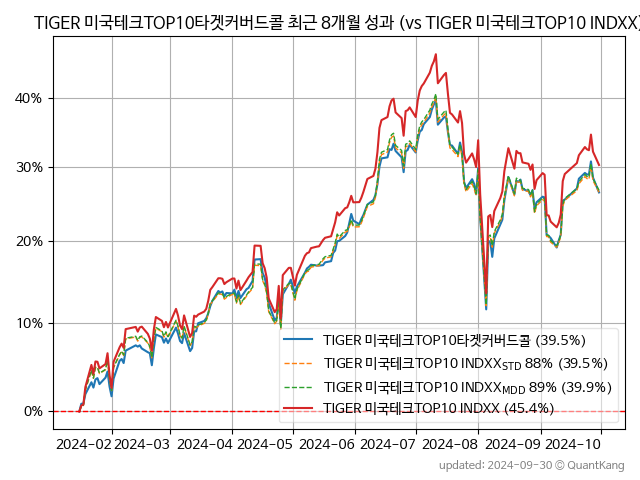 TIGER 미국테크TOP10타겟커버드콜 최근 8개월 성과 (vs TIGER 미국테크TOP10 INDXX)
40%
30%
20%
10%
0%
TIGER 미국테크TOP10타겟커버드콜 (39.5%)
TIGER 미국테크TOP10 INDXX_STD 88% (39.5%)
TIGER 미국테크TOP10 INDXX_MDD 89% (39.9%)
TIGER 미국테크TOP10 INDXX (45.4%)
2024-02 2024-03 2024-04 2024-05 2024-06 2024-07 2024-08 2024-09 2024-10
updated: 2024-09-30 © QuantKang